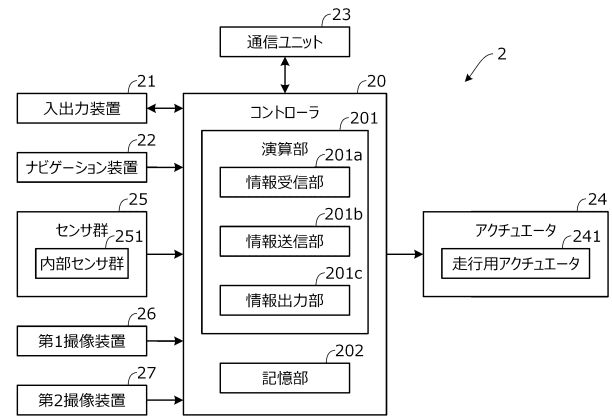 23
通信ユニット
2
20
コントローラ
21
入出力装置
22
ナビゲーション装置
25
センサ群
251
内部センサ群
26
第1撮像装置
27
第2撮像装置
201
演算部
201a
情報受信部
201b
情報送信部
201c
情報出力部
202
記憶部
24
アクチュエータ
241
走行用アクチュエータ